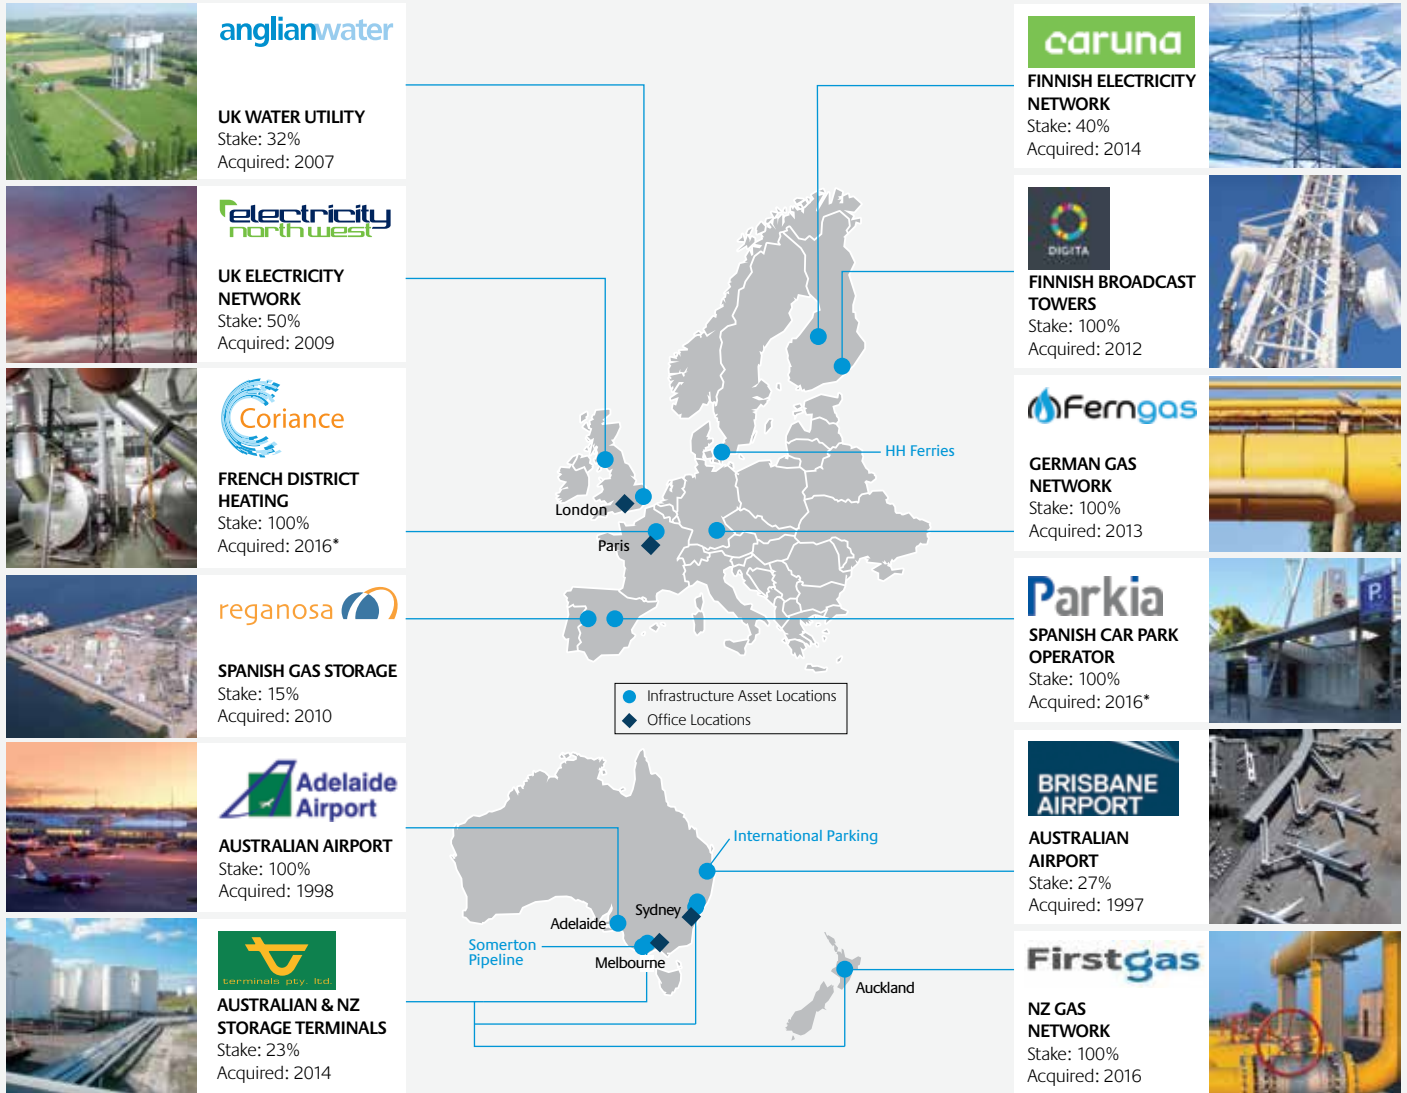 anglianwater
UK WATER UTILITY
Stake: 32%
Acquired: 2007
electricity
north west
UK ELECTRICITY
NETWORK
Stake: 50%
Acquired: 2009
Coriance
FRENCH DISTRICT
HEATING
Stake: 100%
Acquired: 2016*
reganosa
SPANISH GAS STORAGE
Stake: 15%
Acquired: 2010
Adelaide
Airport
AUSTRALIAN AIRPORT
Stake: 100%
Acquired: 1998
terminals pty. ltd.
AUSTRALIAN & NZ
STORAGE TERMINALS
Stake: 23%
Acquired: 2014
HH Ferries
London
Paris
Infrastructure Asset Locations
Office Locations
International Parking
Sydney
Adelaide
Somerton
Pipeline
Melbourne
Auckland
caruna
FINNISH ELECTRICITY
NETWORK
Stake: 40%
Acquired: 2014
DIGITA
FINNISH BROADCAST
TOWERS
Stake: 100%
Acquired: 2012
Ferngas
GERMAN GAS
NETWORK
Stake: 100%
Acquired: 2013
Parkia
SPANISH CAR PARK
OPERATOR
Stake: 100%
Acquired: 2016*
P
BRISBANE
AIRPORT
AUSTRALIAN
AIRPORT
Stake: 27%
Acquired: 1997
Firstgas
NZ GAS
NETWORK
Stake: 100%
Acquired: 2016